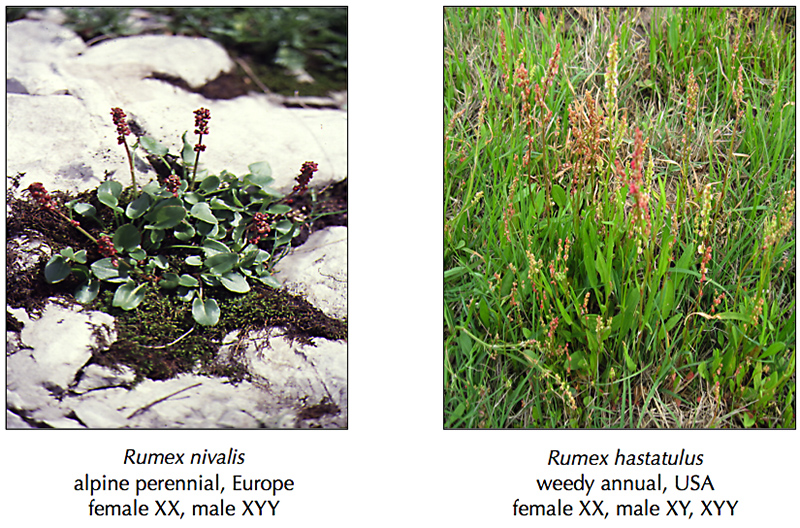 Rumex nivalis
alpine perennial, Europe
female XX, male XYY
Rumex hastatulus
weedy annual, USA
female XX, male XY, XYY